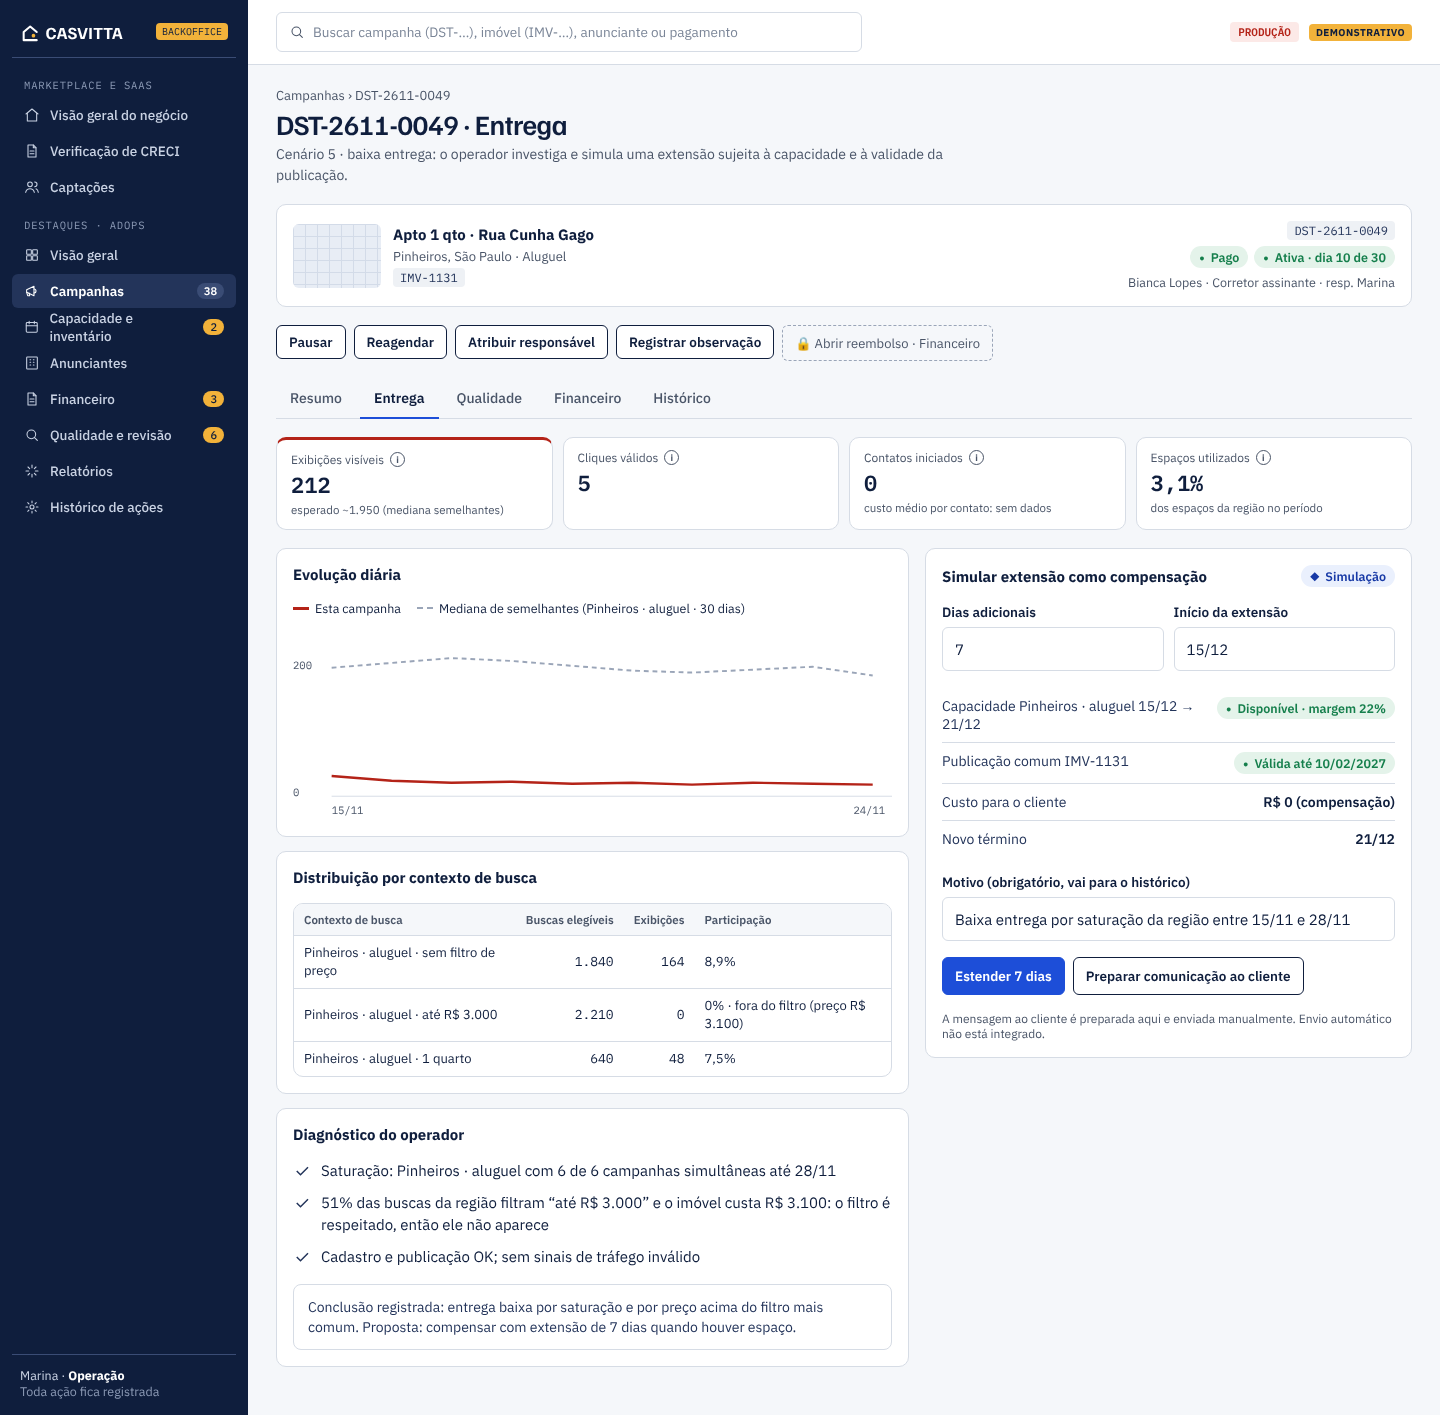 CASVITTA
BACKOFFICE
MARKETPLACE E SAAS
Visão geral do negócio
Verificação de CRECI
Captações
DESTAQUES · ADOPS
Visão geral
Campanhas 38
Capacidade e
inventário 2
Anunciantes
Financeiro 3
Qualidade e revisão 6
Relatórios
Histórico de ações
Marina · Operação
Toda ação fica registrada
Buscar campanha (DST-…), imóvel (IMV-…), anunciante ou pagamento
PRODUÇÃO
DEMONSTRATIVO
Campanhas › DST-2611-0049
DST-2611-0049 · Entrega
Cenário 5 · baixa entrega: o operador investiga e simula uma extensão sujeita à capacidade e à validade da
publicação.
Apto 1 qto · Rua Cunha Gago
Pinheiros, São Paulo · Aluguel
IMV-1131
DST-2611-0049
• Pago
• Ativa · dia 10 de 30
Bianca Lopes · Corretor assinante · resp. Marina
Pausar
Reagendar
Atribuir responsável
Registrar observação
🔒 Abrir reembolso · Financeiro
Resumo
Entrega
Qualidade
Financeiro
Histórico
Exibições visíveis i
212
esperado ~1.950 (mediana semelhantes)
Cliques válidos i
5
Contatos iniciados i
0
custo médio por contato: sem dados
Espaços utilizados i
3,1%
dos espaços da região no período
Evolução diária
Esta campanha
Mediana de semelhantes (Pinheiros · aluguel · 30 dias)
200
0
15/11
24/11
Distribuição por contexto de busca
Contexto de busca Buscas elegíveis Exibições Participação
Pinheiros · aluguel · sem filtro de
preço 1.840 164 8,9%
Pinheiros · aluguel · até R$ 3.000 2.210 0 0% · fora do filtro (preço R$
3.100)
Pinheiros · aluguel · 1 quarto 640 48 7,5%
Diagnóstico do operador
✓ Saturação: Pinheiros · aluguel com 6 de 6 campanhas simultâneas até 28/11
✓ 51% das buscas da região filtram “até R$ 3.000” e o imóvel custa R$ 3.100: o filtro é
respeitado, então ele não aparece
✓ Cadastro e publicação OK; sem sinais de tráfego inválido
Conclusão registrada: entrega baixa por saturação e por preço acima do filtro mais
comum. Proposta: compensar com extensão de 7 dias quando houver espaço.
Simular extensão como compensação
◆ Simulação
Dias adicionais
7
Início da extensão
15/12
Capacidade Pinheiros · aluguel 15/12 →
21/12
• Disponível · margem 22%
Publicação comum IMV-1131
• Válida até 10/02/2027
Custo para o cliente R$ 0 (compensação)
Novo término 21/12
Motivo (obrigatório, vai para o histórico)
Baixa entrega por saturação da região entre 15/11 e 28/11
Estender 7 dias
Preparar comunicação ao cliente
A mensagem ao cliente é preparada aqui e enviada manualmente. Envio automático
não está integrado.